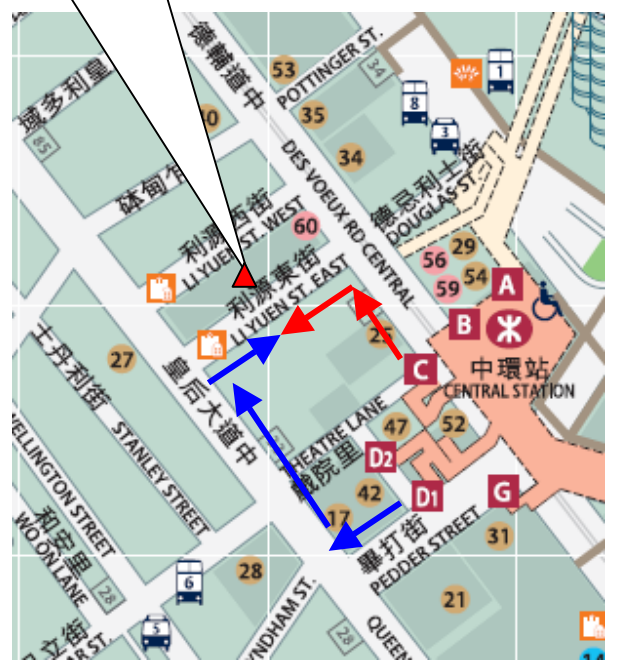 德輔道中
53
POTTINGER ST.
34
1
域多利皇
35
8
3
85
砵甸乍
34
DES VOEUX RD CENTRAL
德忌利士街
DOUGLAS ST.
利源西街
LI YUEN ST. WEST
60
29
56
54
59
A
利源東街
LI YUEN ST. EAST
B
25
C
中環站
CENTRAL STATION
士丹利街
27
皇后大道中
STANLEY STREET
WELLINGTON STREET
THEATRE LANE
戲院里
47
52
D2
42
D1
G
17
和安里
WO ON LANE
畢打街
PEDDER STREET
31
28
6
28
21
5
WYNDHAM ST.
28
QUEEN
14